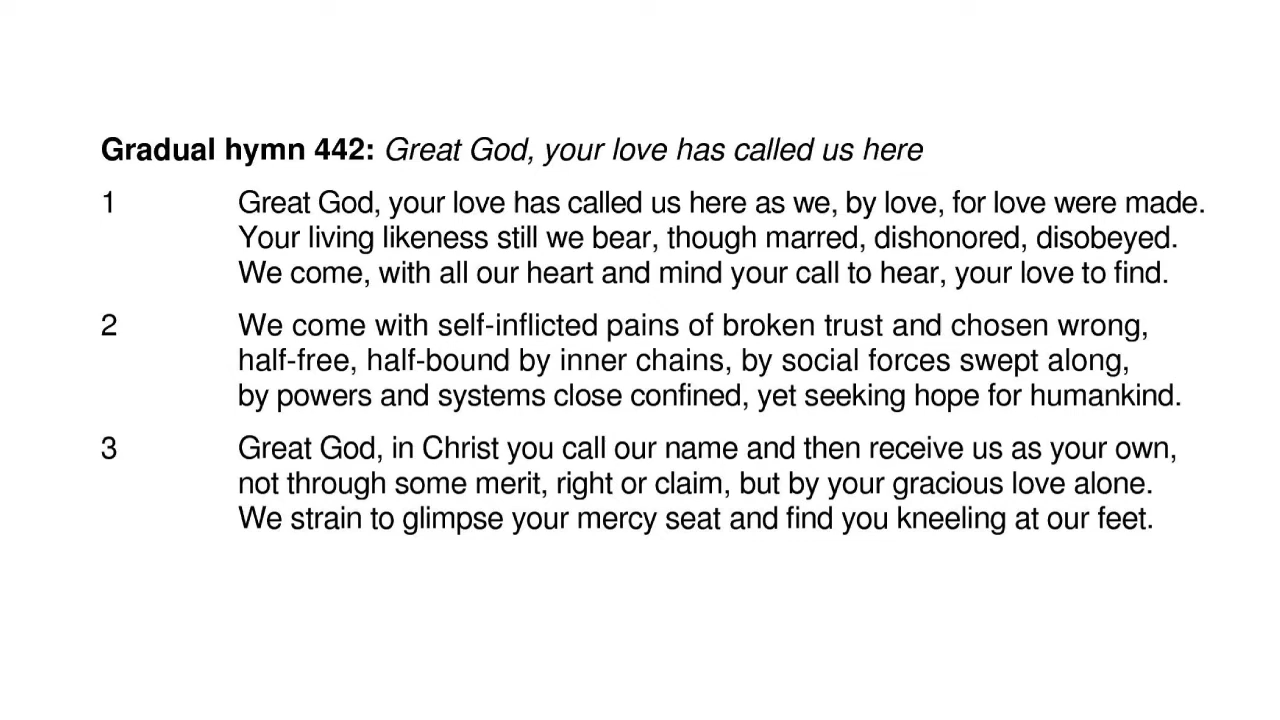 Gradual hymn 442: Great God, your love has called us here
1 Great God, your love has called us here as we, by love, for love were made.
Your living likeness still we bear, though marred, dishonored, disobeyed.
We come, with all our heart and mind your call to hear, your love to find.
2 We come with self-inflicted pains of broken trust and chosen wrong,
half-free, half-bound by inner chains, by social forces swept along,
by powers and systems close confined, yet seeking hope for humankind.
3 Great God, in Christ you call our name and then receive us as your own,
not through some merit, right or claim, but by your gracious love alone.
We strain to glimpse your mercy seat and find you kneeling at our feet.